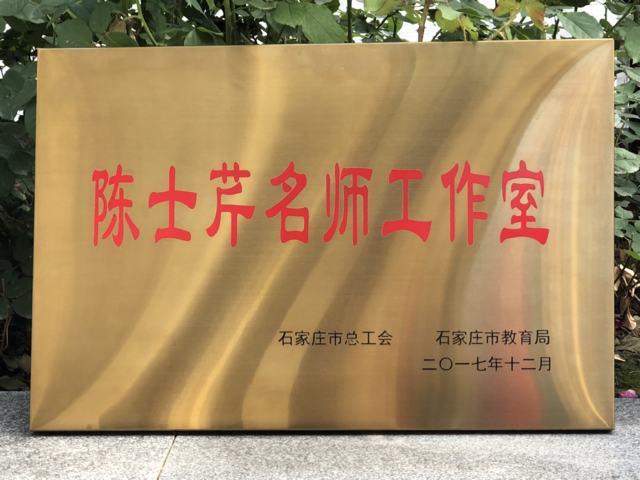 陈士芹名师工作室
石家庄市总工会 石家庄市教育局
二〇一七年十二月